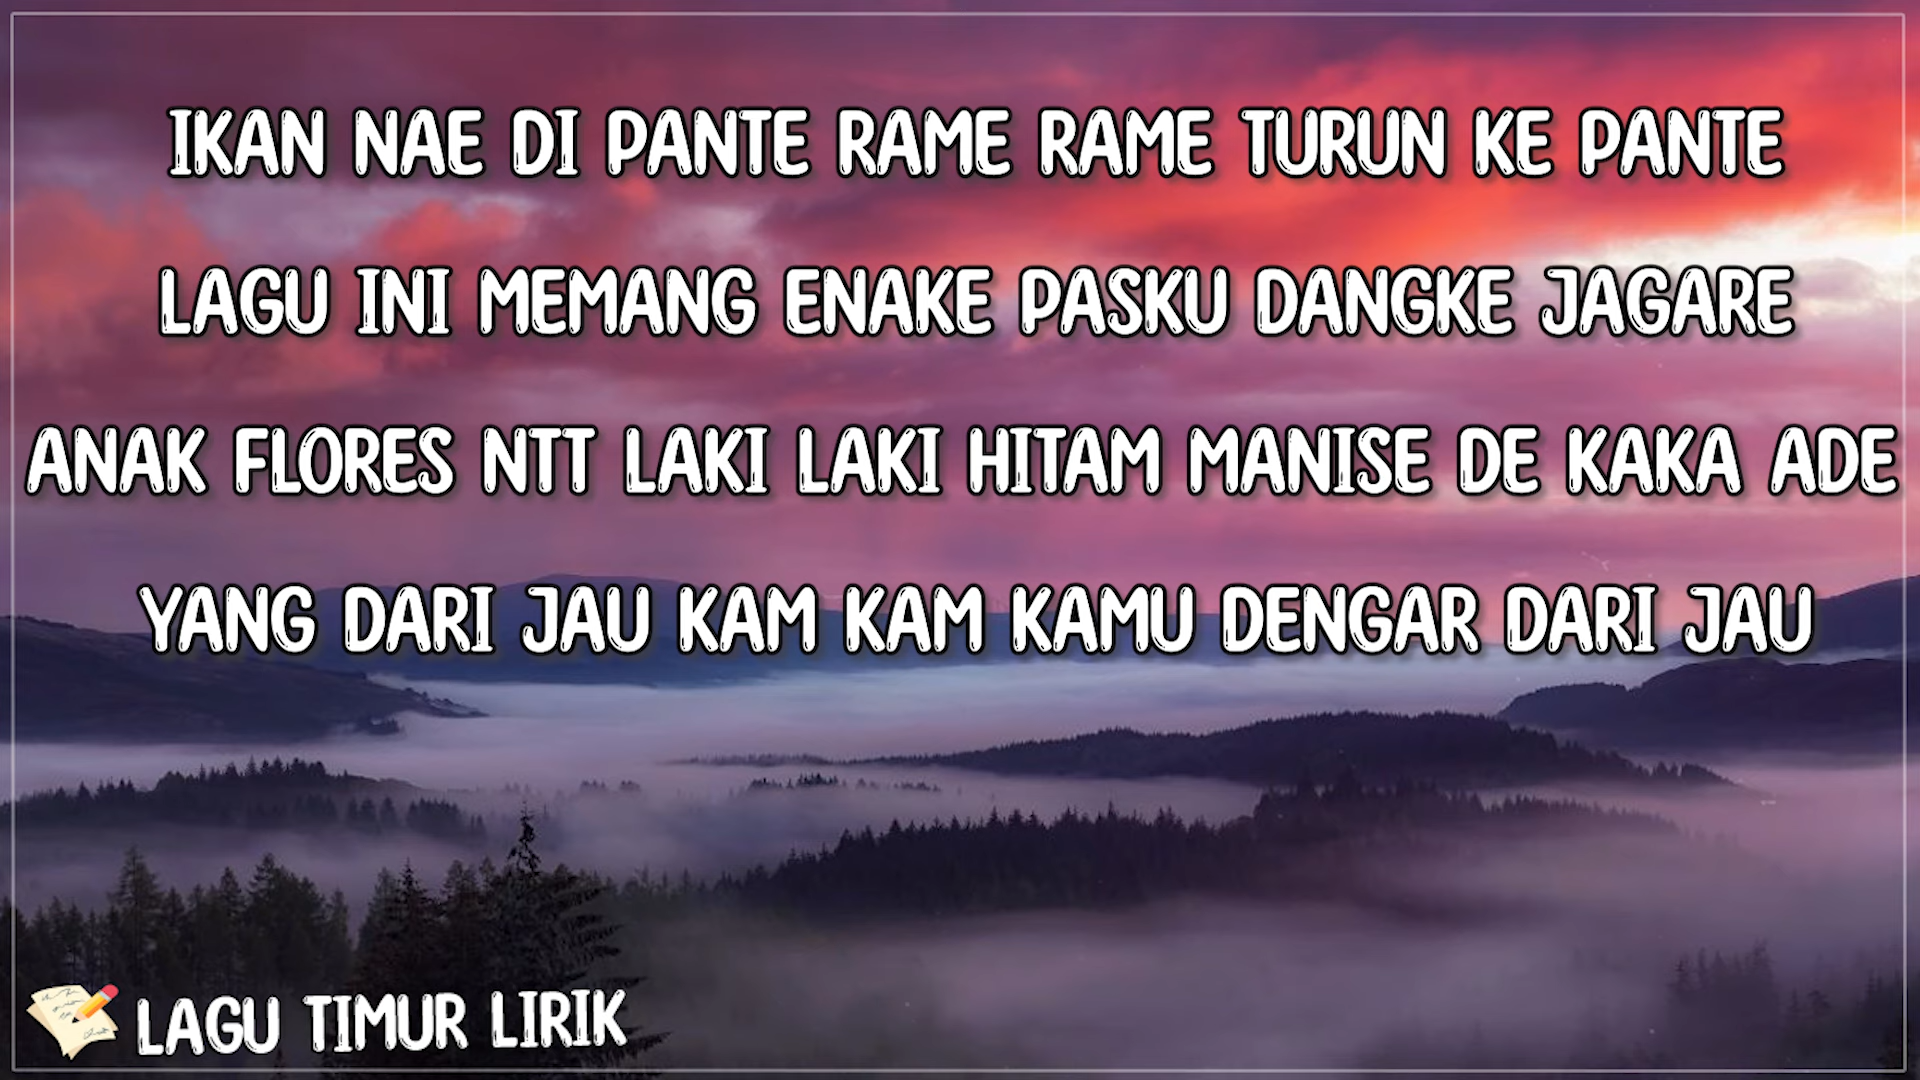 IKAN NAE DI PANTE RAME RAME TURUN KE PANTE
LAGU INI MEMANG ENAKE PASKU DANGKE JAGARE
ANAK FLORES NTT LAKI LAKI HITAM MANISE DE KAKA ADE
YANG DARI JAU KAM KAM KAMU DENGAR DARI JAU
LAGU TIMUR LIRIK